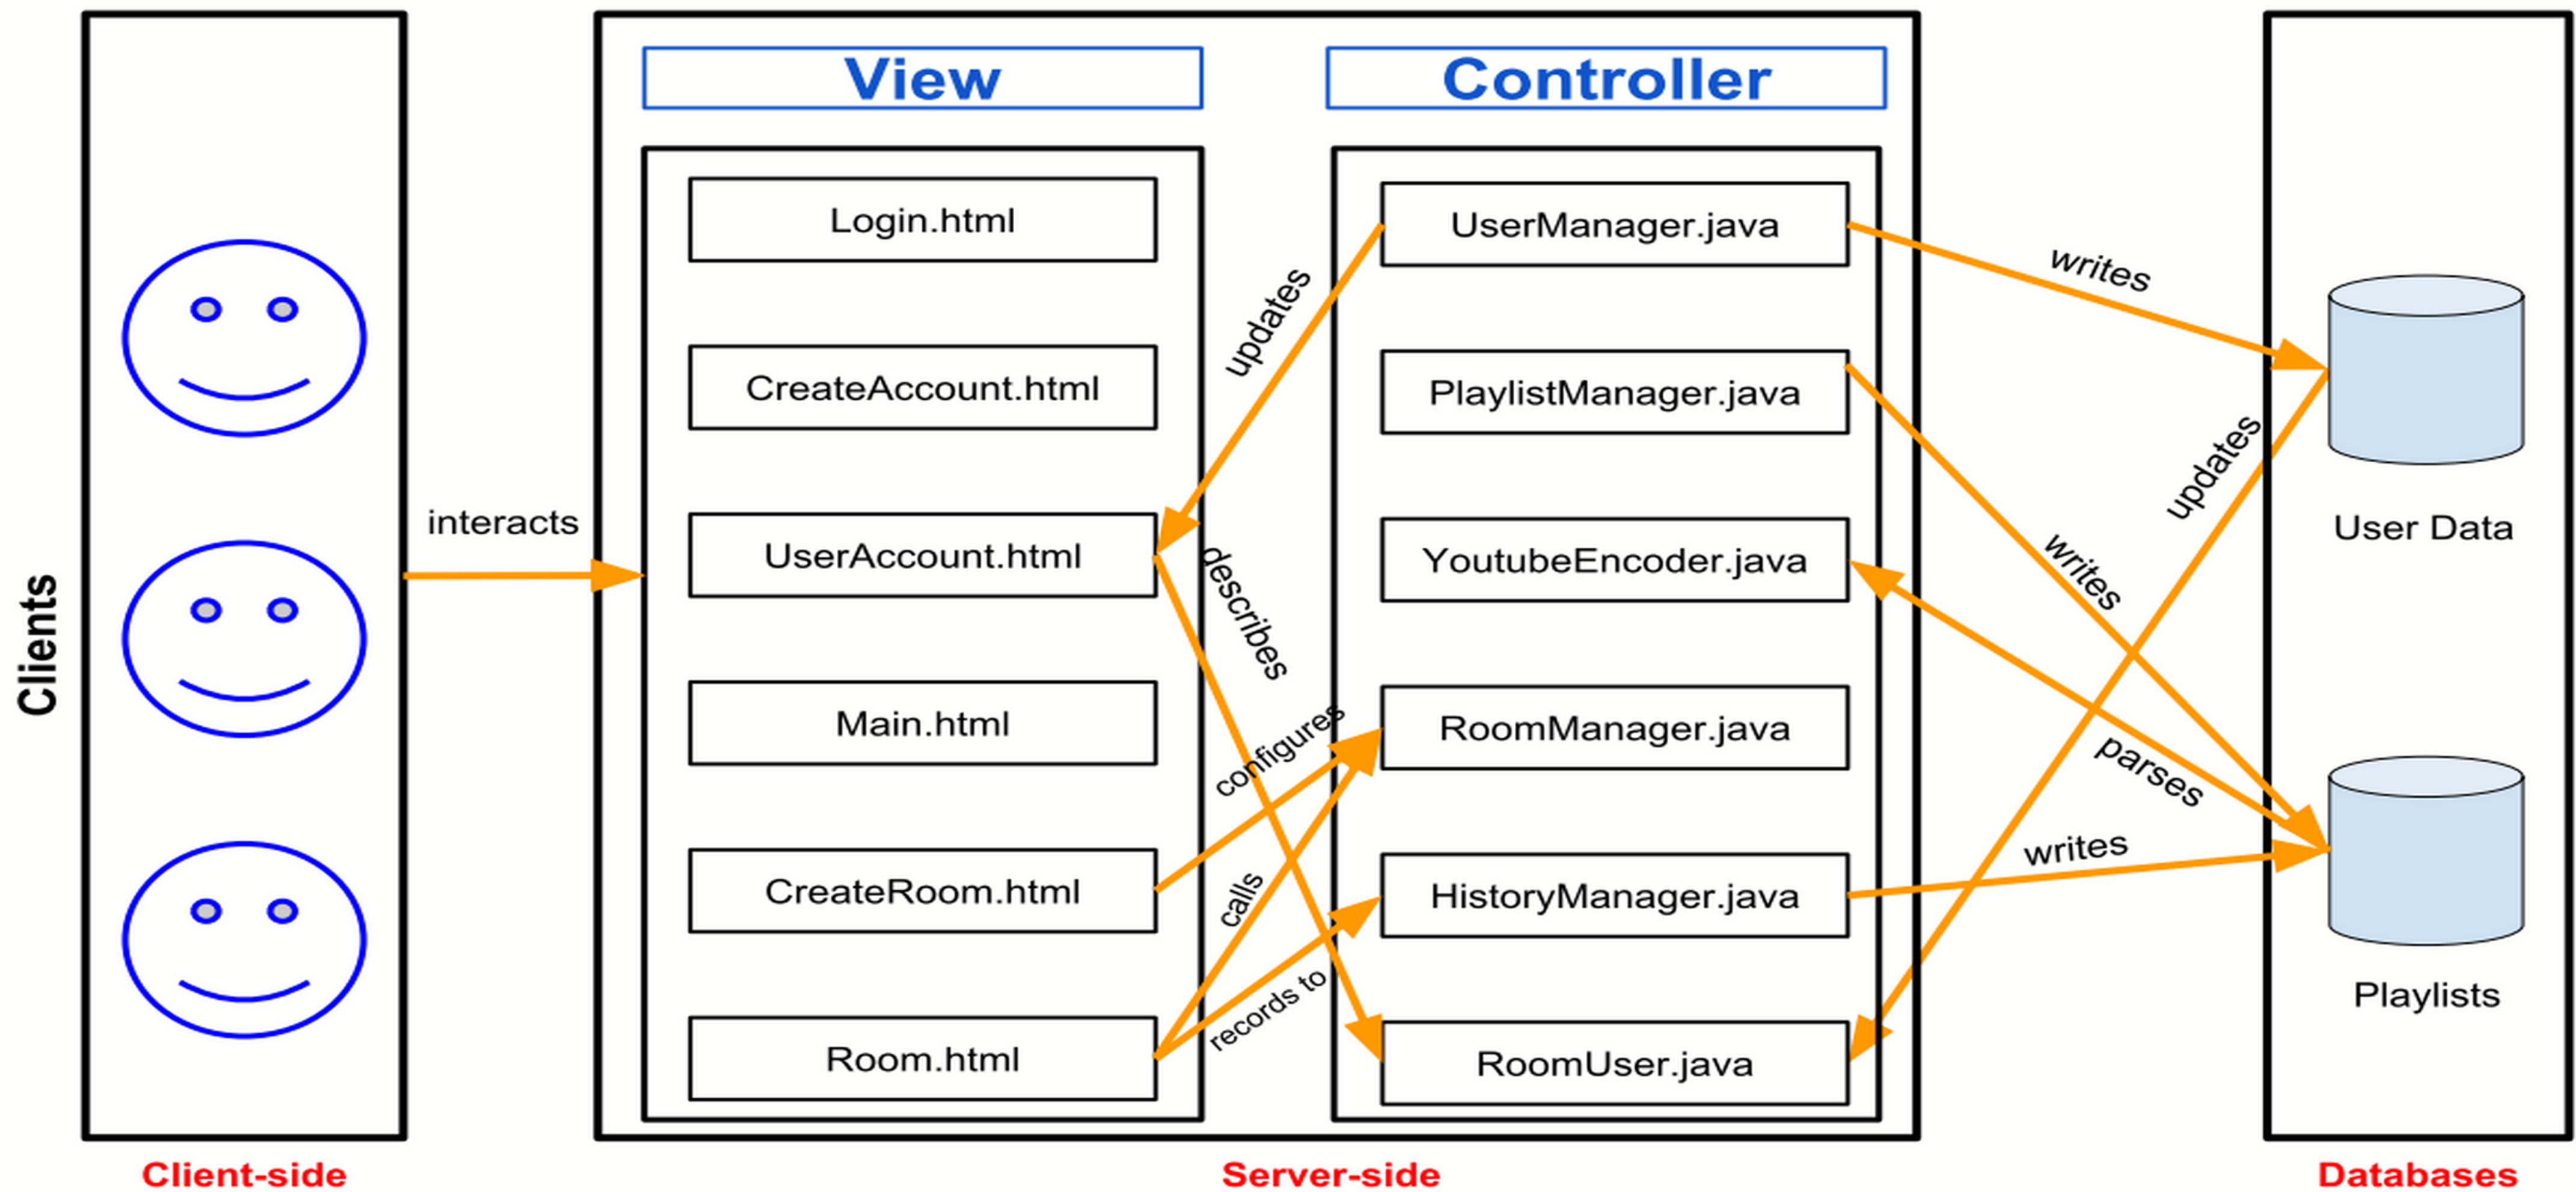 Clients
Client-side
interacts
View
Login.html
CreateAccount.html
UserAccount.html
Main.html
CreateRoom.html
Room.html
updates
describes
configures
calls
records to
Controller
UserManager.java
PlaylistManager.java
YoutubeEncoder.java
RoomManager.java
HistoryManager.java
RoomUser.java
Server-side
writes
updates
writes
parses
writes
User Data
Playlists
Databases